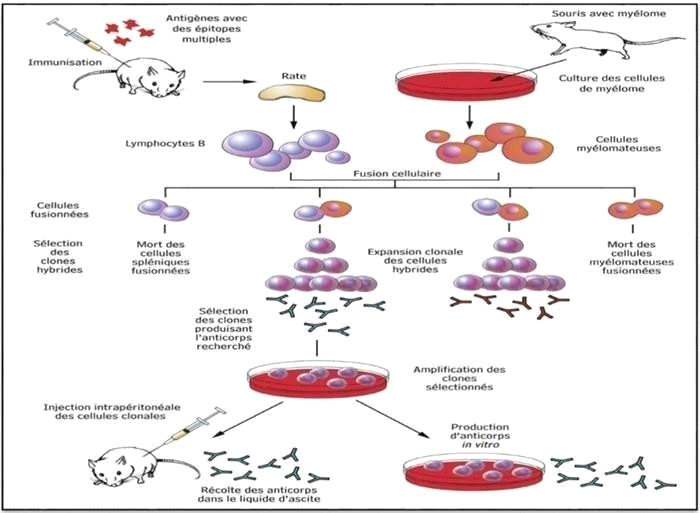 Antigènes avec
des épitopes
multiples
Souris avec myélome
Immunisation
Rate
Culture des cellules
de myélome
Lymphocytes B
Cellules
myélomateuses
Fusion cellulaire
Cellules
fusionnées
Sélection
des
clones
hybrides
Mort des
cellules
spléniques
fusionnées
Expansion clonale
des cellules
hybrides
Mort des
cellules
myélomateuses
fusionnées
Sélection
des clones
produisant
l'anticorps
recherché
Amplification des
clones
sélectionnés
Injection intrapéritonéale
des cellules clonales
Production
d'anticorps
in vitro
Récolte des anticorps
dans le liquide d'ascite